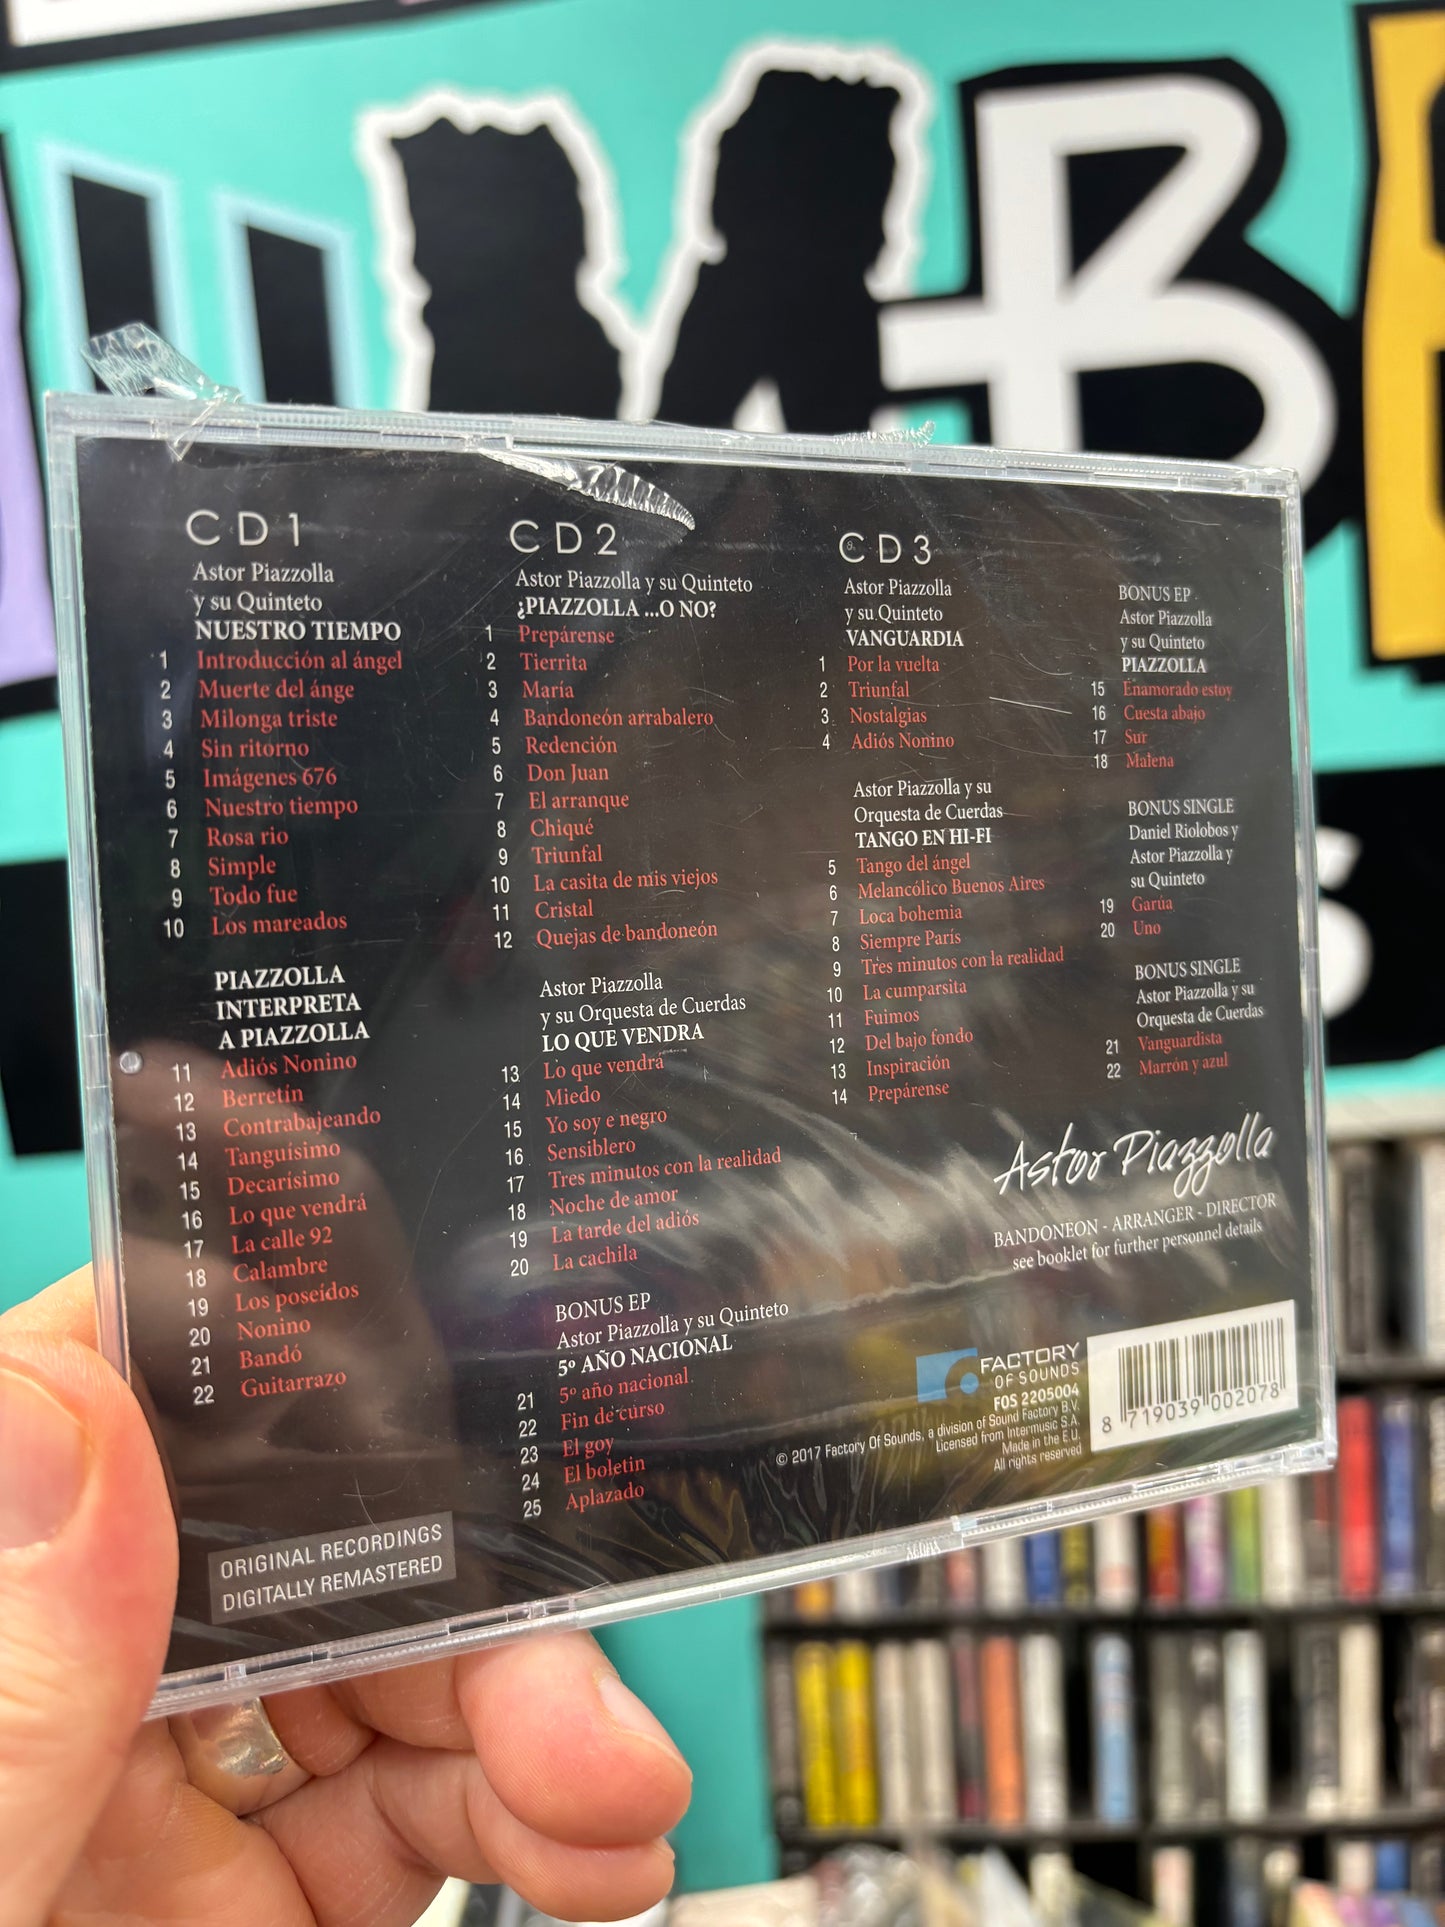 CD1
Astor Piazzolla
y su Quinteto
NUESTRO TIEMPO
1 Introducción al ángel
2 Muerte del ánge
3 Milonga triste
4 Sin ritorno
5 Imágenes 676
6 Nuestro tiempo
7 Rosa rio
8 Simple
9 Todo fue
10 Los mareados
PIAZZOLLA
INTERPRETA
A PIAZZOLLA
11 Adiós Nonino
12 Berretín
13 Contrabajeando
14 Tanguísimo
15 Decarísimo
16 Lo que vendrá
17 La calle 92
18 Calambre
19 Los poseídos
20 Nonino
21 Bandó
22 Guitarrazo
ORIGINAL RECORDINGS
DIGITALLY REMASTERED
CD2
Astor Piazzolla y su Quinteto
¿PIAZZOLLA ...O NO?
1 Prepárense
2 Tierrita
3 María
4 Bandoneón arrabalero
5 Redención
6 Don Juan
7 El arranque
8 Chiqué
9 Triunfal
10 La casita de mis viejos
11 Cristal
12 Quejas de bandoneón
Astor Piazzolla
y su Orquesta de Cuerdas
LO QUE VENDRA
13 Lo que vendrá
14 Miedo
15 Yo soy e negro
16 Sensiblero
17 Tres minutos con la realidad
18 Noche de amor
19 La tarde del adiós
20 La cachila
BONUS EP
Astor Piazzolla y su Quinteto
5º AÑO NACIONAL
21 5º año nacional
22 Fin de curso
23 El goy
24 El boletin
25 Aplazado
CD3
Astor Piazzolla
y su Quinteto
VANGUARDIA
1 Por la vuelta
2 Triunfal
3 Nostalgias
4 Adiós Nonino
Astor Piazzolla y su
Orquesta de Cuerdas
TANGO EN HI-FI
5 Tango del ángel
6 Melancólico Buenos Aires
7 Loca bohemia
8 Siempre París
9 Tres minutos con la realidad
10 La cumparsita
11 Fuimos
12 Del bajo fondo
13 Inspiración
14 Prepárense
BONUS EP
Astor Piazzolla
y su Quinteto
PIAZZOLLA
15 Enamorado estoy
16 Cuesta abajo
17 Sur
18 Malena
BONUS SINGLE
Daniel Riolobos y
Astor Piazzolla y
su Quinteto
19 Garúa
20 Uno
BONUS SINGLE
Astor Piazzolla y su
Orquesta de Cuerdas
21 Vanguardista
22 Marrón y azul
Astor Piazzolla
BANDONEON - ARRANGER - DIRECTOR
see booklet for further personnel details
FACTORY
OF SOUNDS
FOS 2205004
© 2017 Factory Of Sounds, a division of Sound Factory B.V.
Licensed from Intermusic S.A.
Made in the E.U.
All rights reserved
8 719039 002078